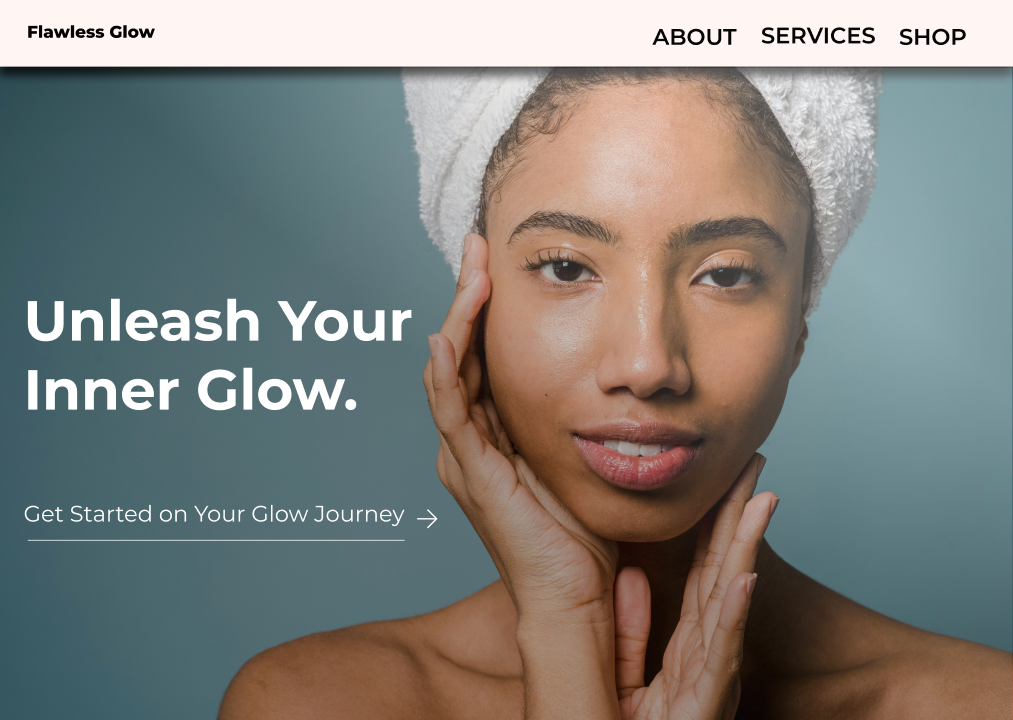 Flawless Glow
ABOUT SERVICES SHOP
Unleash Your
Inner Glow.
Get Started on Your Glow Journey →